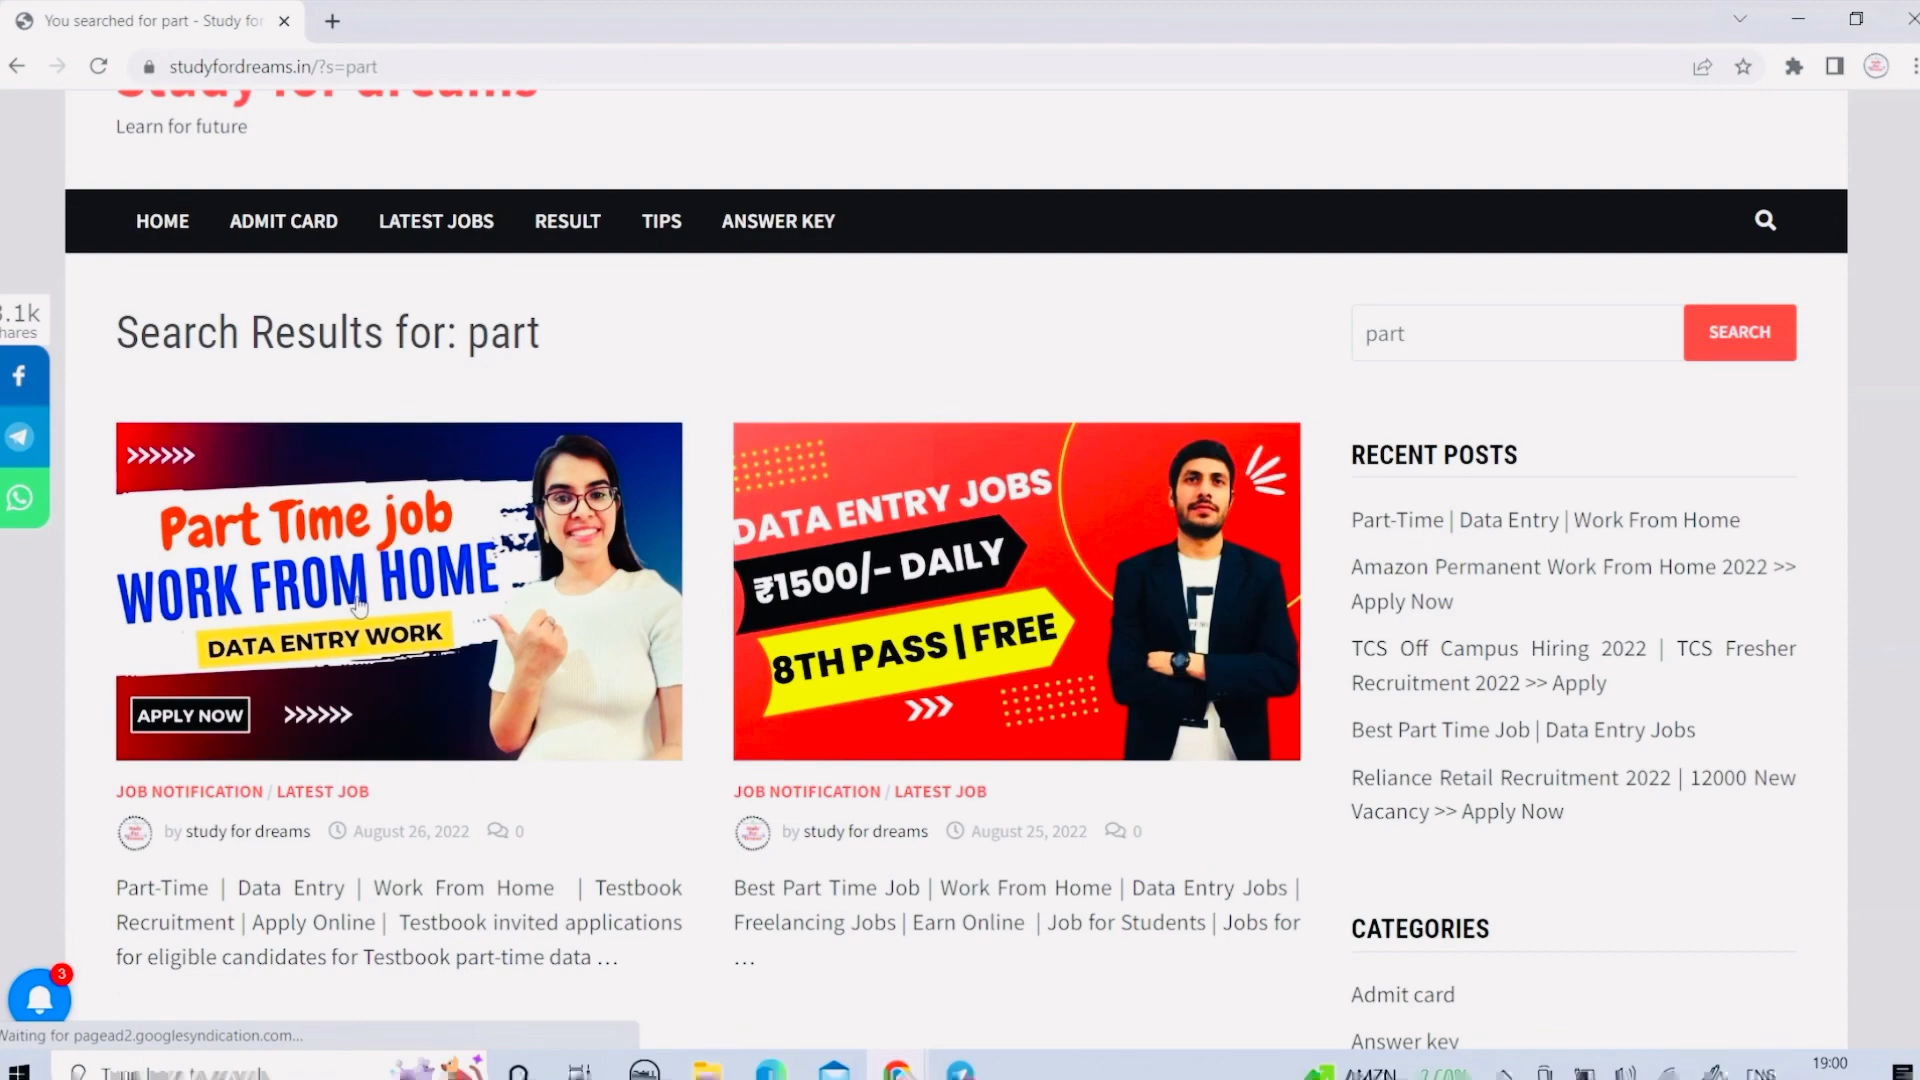 You searched for part - Study for
studyfordreams.in/?s=part
Study for dreams
Learn for future
HOME ADMIT CARD LATEST JOBS RESULT TIPS ANSWER KEY
3.1k
Search Results for: part
part SEARCH
Part Time job
WORK FROM HOME
DATA ENTRY WORK
APPLY NOW
DATA ENTRY JOBS
₹1500/- DAILY
8TH PASS | FREE
JOB NOTIFICATION / LATEST JOB
by study for dreams August 26, 2022 0
Part-Time | Data Entry | Work From Home | Testbook
Recruitment | Apply Online | Testbook invited applications
for eligible candidates for Testbook part-time data …
JOB NOTIFICATION / LATEST JOB
by study for dreams August 25, 2022 0
Best Part Time Job | Work From Home | Data Entry Jobs |
Freelancing Jobs | Earn Online | Job for Students | Jobs for
…
RECENT POSTS
Part-Time | Data Entry | Work From Home
Amazon Permanent Work From Home 2022 >>
Apply Now
TCS Off Campus Hiring 2022 | TCS Fresher
Recruitment 2022 >> Apply
Best Part Time Job | Data Entry Jobs
Reliance Retail Recruitment 2022 | 12000 New
Vacancy >> Apply Now
CATEGORIES
Admit card
Answer key
3
Waiting for pagead2.googlesyndication.com...
AMZN
ENG
19:00